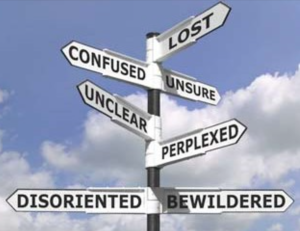 LOST
CONFUSED
UNSURE
UNCLEAR
PERPLEXED
DISORIENTED
BEWILDERED